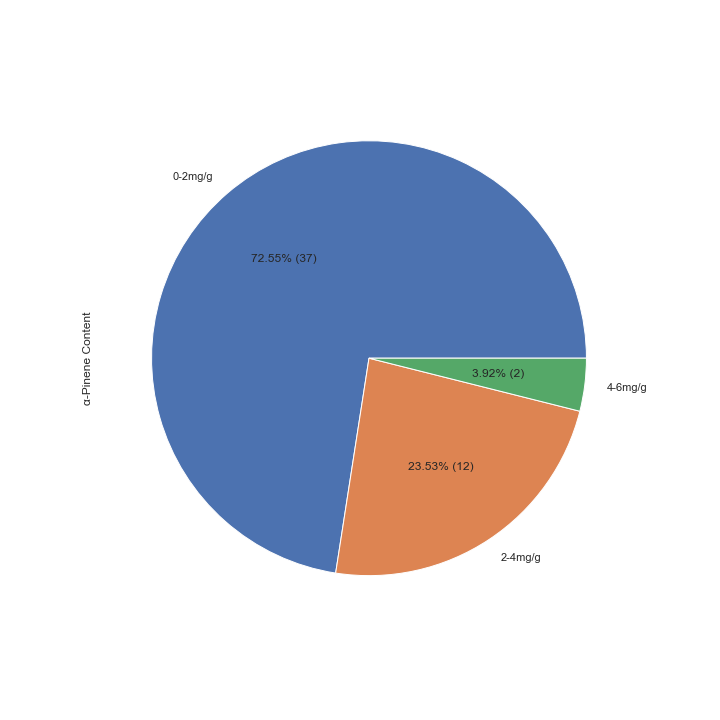 0-2mg/g
72.55% (37)
α-Pinene Content
3.92% (2)
4-6mg/g
23.53% (12)
2-4mg/g